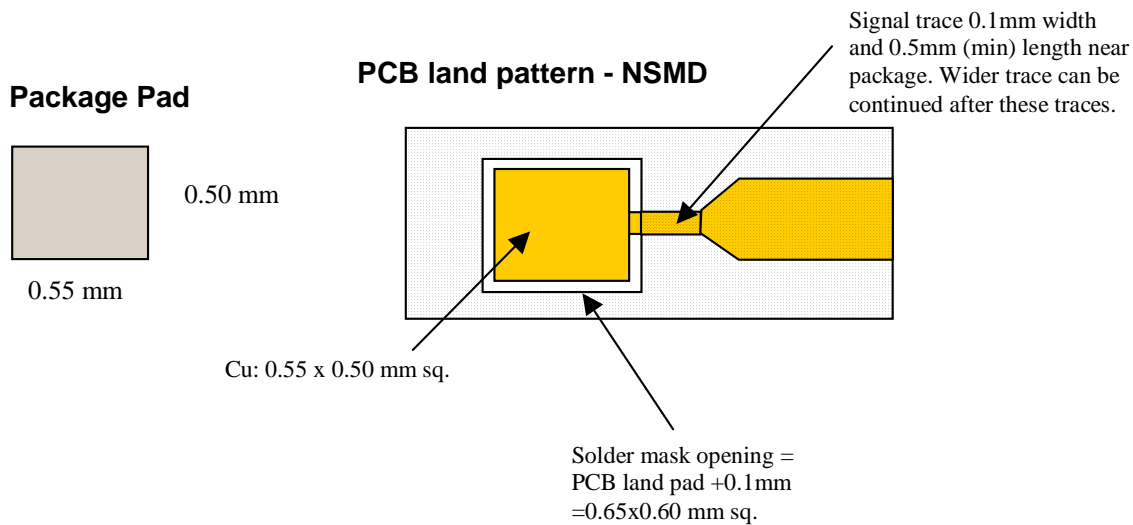 Signal trace 0.1mm width
and 0.5mm (min) length near
package. Wider trace can be
continued after these traces.
PCB land pattern - NSMD
Package Pad
0.50 mm
0.55 mm
Cu: 0.55 x 0.50 mm sq.
Solder mask opening =
PCB land pad +0.1mm
=0.65x0.60 mm sq.